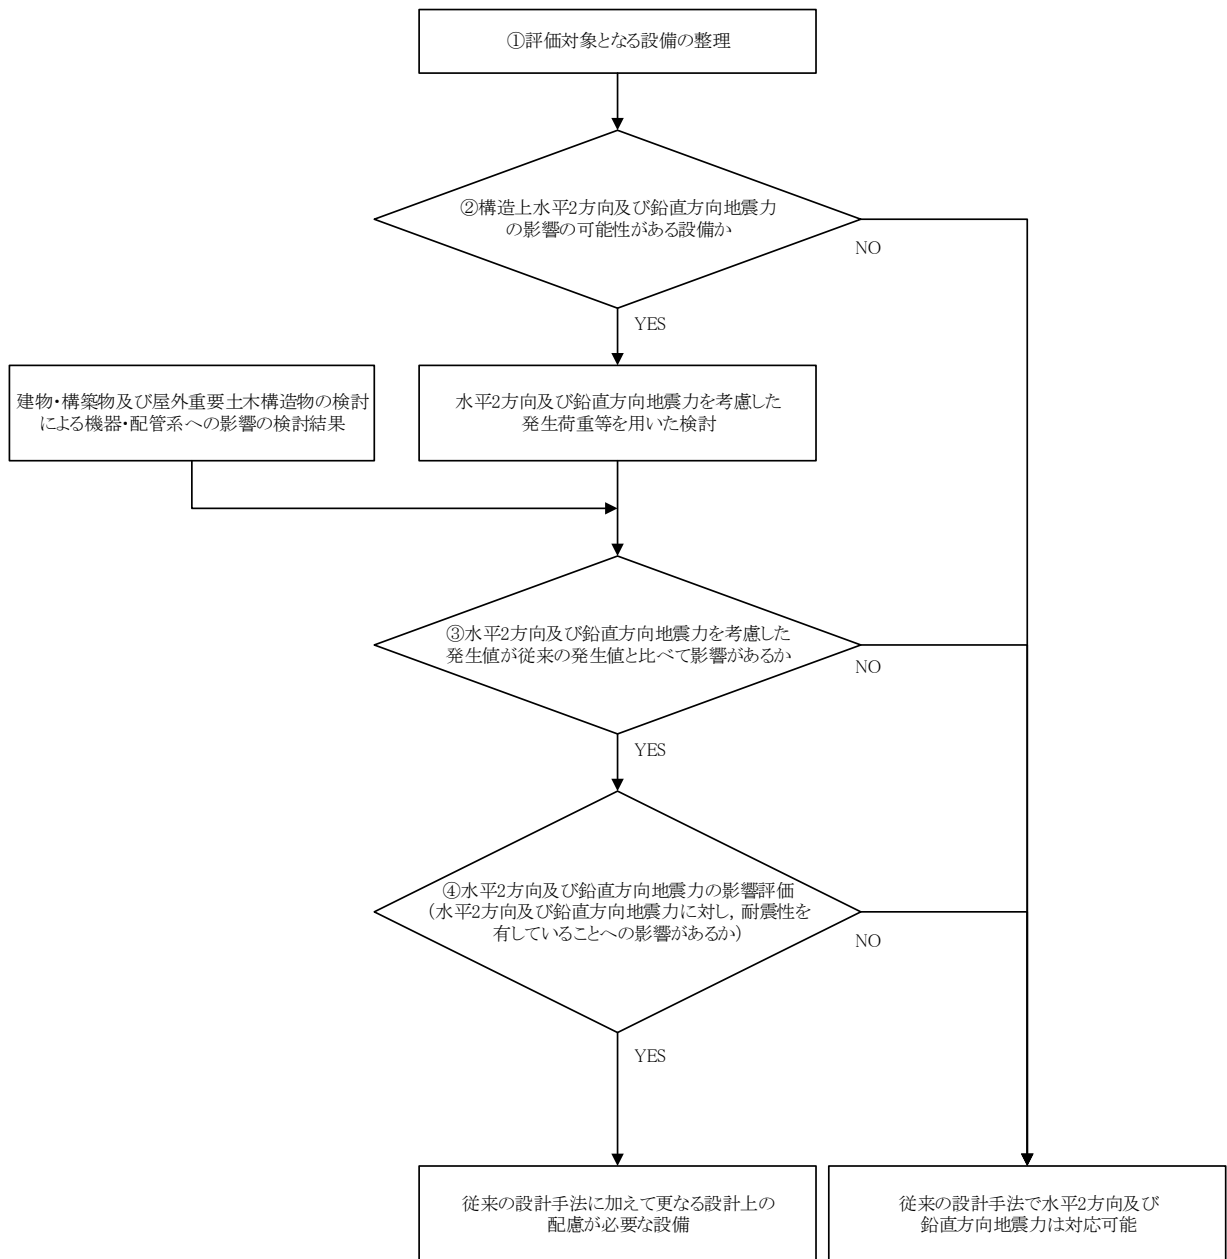 ①評価対象となる設備の整理
②構造上水平2方向及び鉛直方向地震力
の影響の可能性がある設備か
NO
YES
建物・構築物及び屋外重要土木構造物の検討
による機器・配管系への影響の検討結果
水平2方向及び鉛直方向地震力を考慮した
発生荷重等を用いた検討
③水平2方向及び鉛直方向地震力を考慮した
発生値が従来の発生値と比べて影響があるか
NO
YES
④水平2方向及び鉛直方向地震力の影響評価
(水平2方向及び鉛直方向地震力に対し,耐震性を
有していることへの影響があるか)
NO
YES
従来の設計手法に加えて更なる設計上の
配慮が必要な設備
従来の設計手法で水平2方向及び
鉛直方向地震力は対応可能